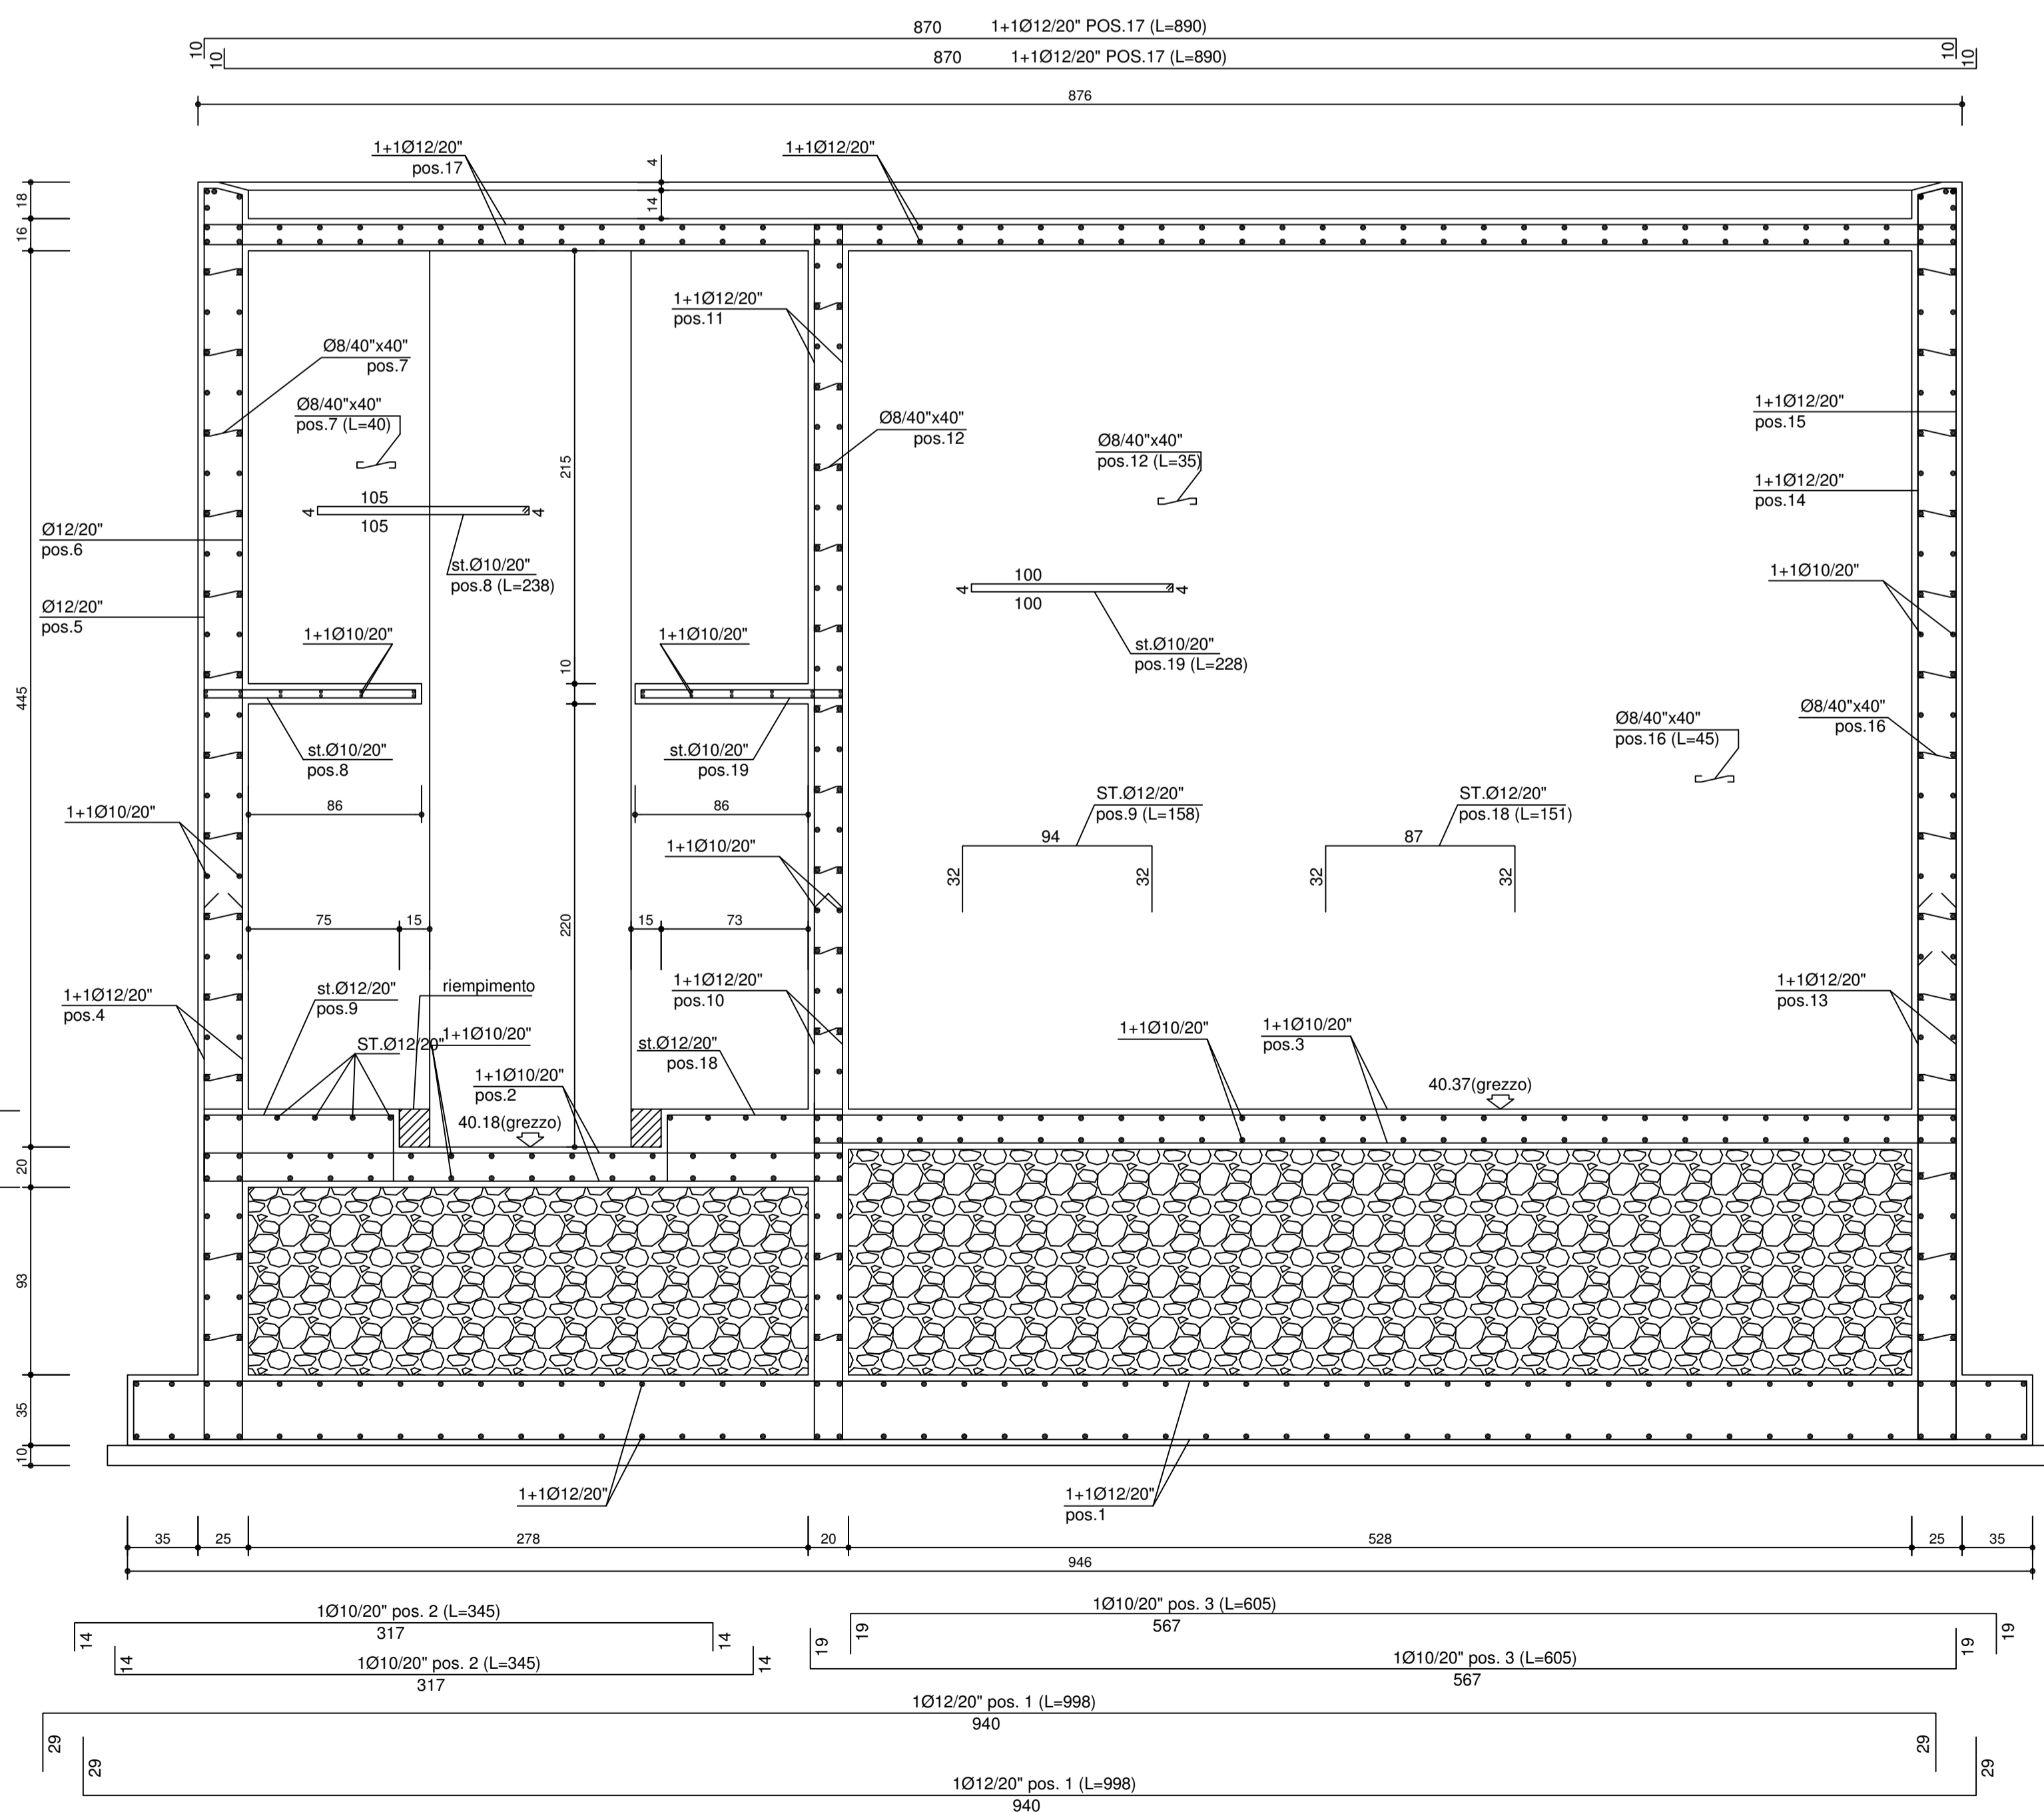 870 1+1Ø12/20" POS.17 (L=890)
10 10
870 1+1Ø12/20" POS.17 (L=890)
10 10
876
1+1Ø12/20"
pos.17
4
14
1+1Ø12/20"
18
16
445
20
93
35
10
1+1Ø12/20"
pos.11
Ø8/40"x40"
pos.7
Ø8/40"x40"
pos.7 (L=40)
105
4 4
105
st.Ø10/20"
pos.8 (L=238)
215
10
220
Ø8/40"x40"
pos.12
Ø8/40"x40"
pos.12 (L=35)
1+1Ø12/20"
pos.15
1+1Ø12/20"
pos.14
Ø12/20"
pos.6
Ø12/20"
pos.5
100
4 4
100
st.Ø10/20"
pos.19 (L=228)
1+1Ø10/20"
1+1Ø10/20"
1+1Ø10/20"
st.Ø10/20"
pos.8
st.Ø10/20"
pos.19
Ø8/40"x40"
pos.16 (L=45)
Ø8/40"x40"
pos.16
86
86
1+1Ø10/20"
1+1Ø10/20"
ST.Ø12/20"
pos.9 (L=158)
94
32 32
ST.Ø12/20"
pos.18 (L=151)
87
32 32
75 15
15 73
1+1Ø12/20"
pos.4
st.Ø12/20"
pos.9
riempimento
1+1Ø12/20"
pos.10
1+1Ø12/20"
pos.13
ST.Ø12/20"
1+1Ø10/20"
st.Ø12/20"
pos.18
1+1Ø10/20"
1+1Ø10/20"
pos.3
1+1Ø10/20"
pos.2
40.18(grezzo)
40.37(grezzo)
1+1Ø12/20"
1+1Ø12/20"
pos.1
35 25 278 20 528 25 35
946
1Ø10/20" pos. 2 (L=345)
317
14 14
1Ø10/20" pos. 2 (L=345)
317
14 14
1Ø10/20" pos. 3 (L=605)
567
19 19
1Ø10/20" pos. 3 (L=605)
567
19 19
1Ø12/20" pos. 1 (L=998)
940
29 29
1Ø12/20" pos. 1 (L=998)
940
29 29